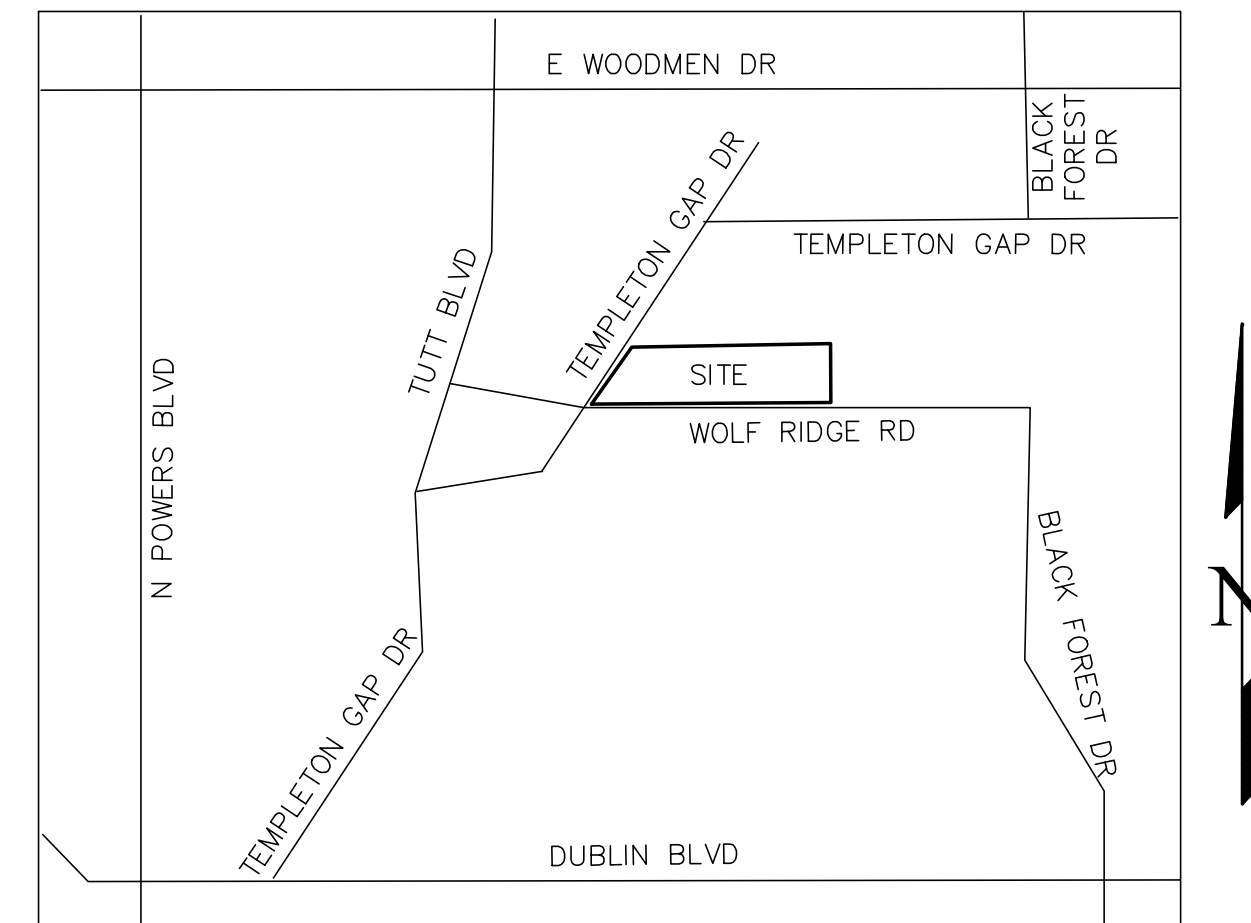 E WOODMEN DR
BLACK
FOREST
DR
TEMPLETON GAP DR
TEMPLETON GAP DR
TUTT BLVD
SITE
N POWERS BLVD
WOLF RIDGE RD
BLACK FOREST DR
N
TEMPLETON GAP DR
DUBLIN BLVD